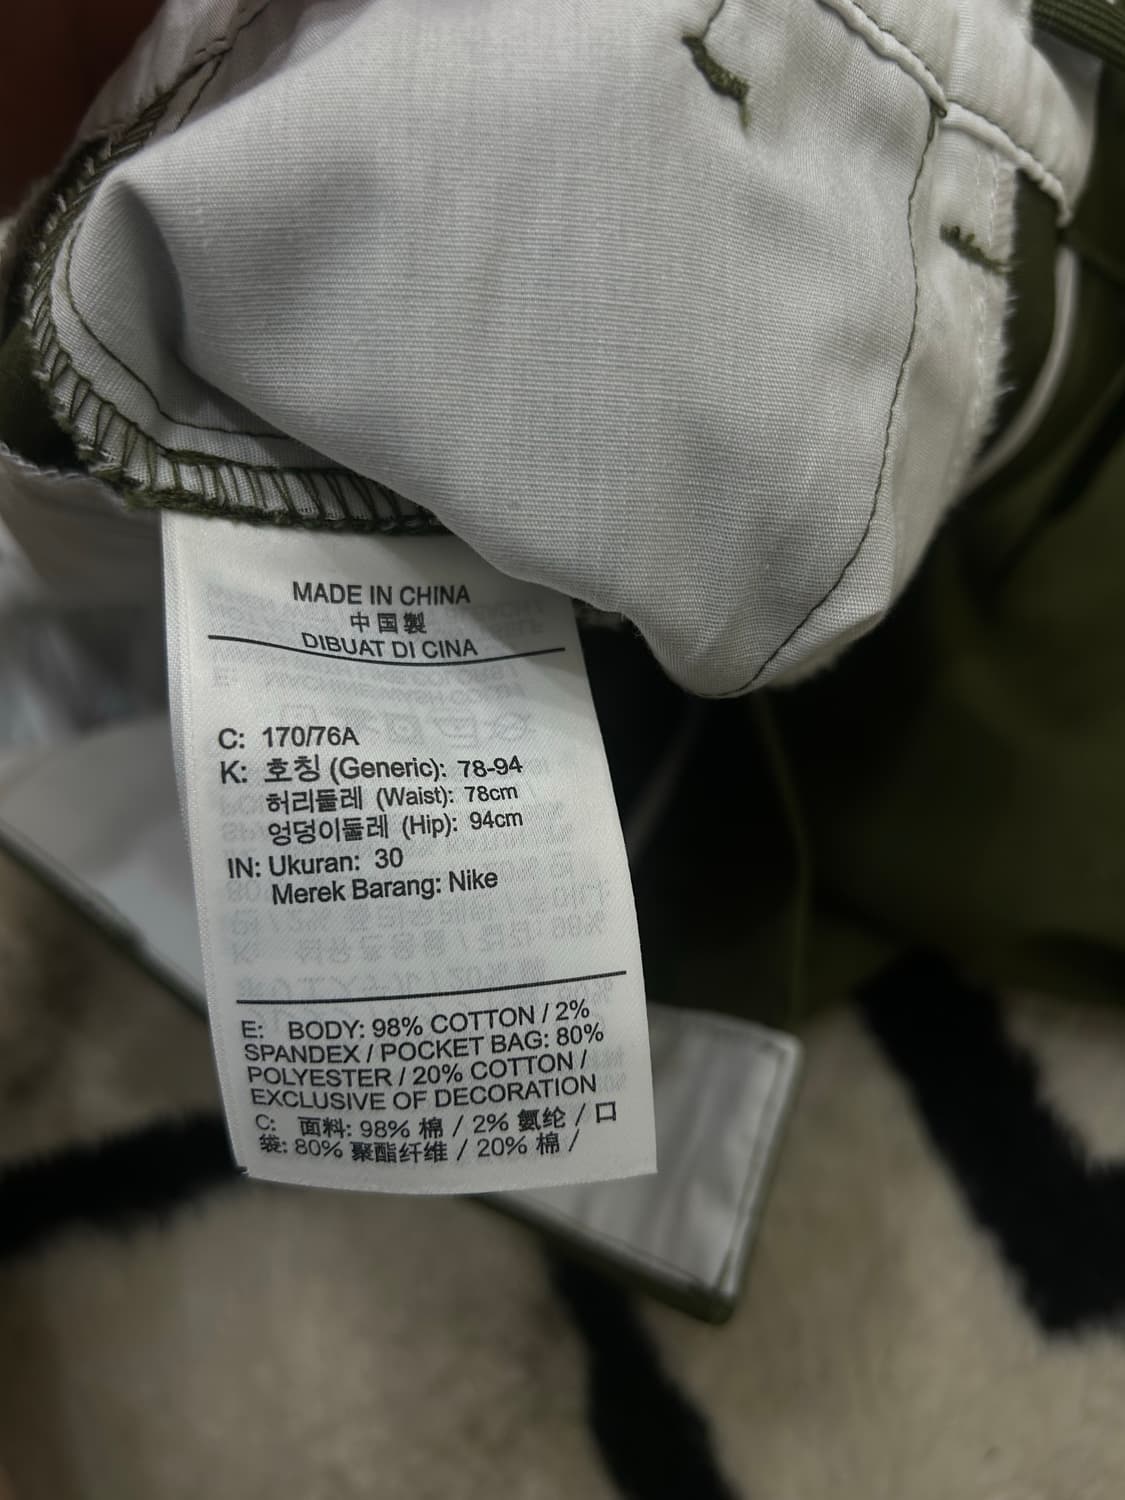 MADE IN CHINA
中国製
DIBUAT DI CINA
C: 170/76A
K: 호칭 (Generic): 78-94
허리둘레 (Waist): 78cm
엉덩이둘레 (Hip): 94cm
IN: Ukuran: 30
Merek Barang: Nike
E: BODY: 98% COTTON / 2%
SPANDEX / POCKET BAG: 80%
POLYESTER / 20% COTTON /
EXCLUSIVE OF DECORATION
C: 面料: 98% 棉 / 2% 氨纶 / 口
袋: 80% 聚酯纤维 / 20% 棉 /